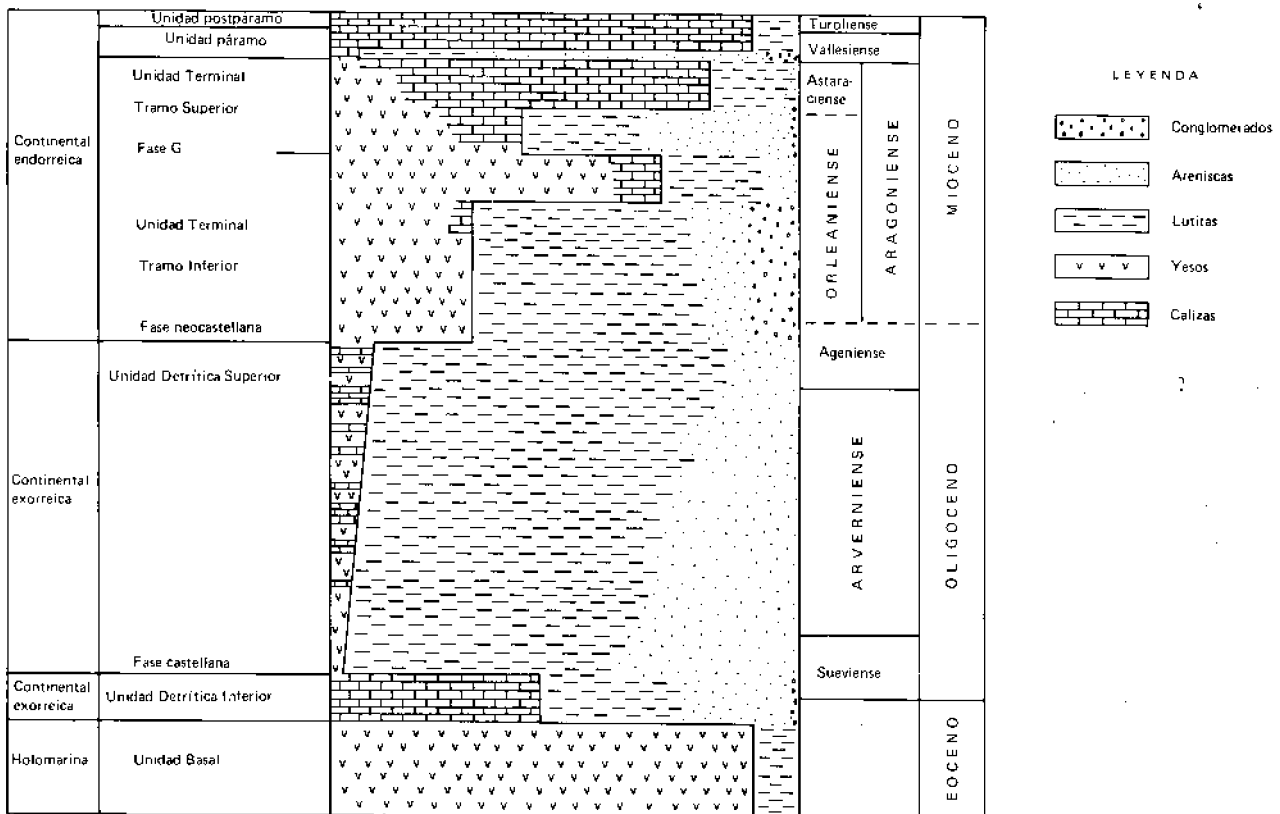 Unidad postpáramo
Unidad páramo
Unidad Terminal
Tramo Superior
Fase G
Unidad Terminal
Tramo Inferior
Fase neocastellana
Unidad Detrítica Superior
Fase castellana
Unidad Detrítica Inferior
Unidad Basal
Continental
endorreica
Continental
exorreica
Continental
exorreica
Holomarina
Turoliense
Vallesiense
Astara-
ciense
ORLEANIENSE
ARAGONIENSE
MIOCENO
Ageniense
ARVERNIENSE
OLIGOCENO
Sueviense
EOCENO
LEYENDA
Conglomerados
Areniscas
Lutitas
Yesos
Calizas